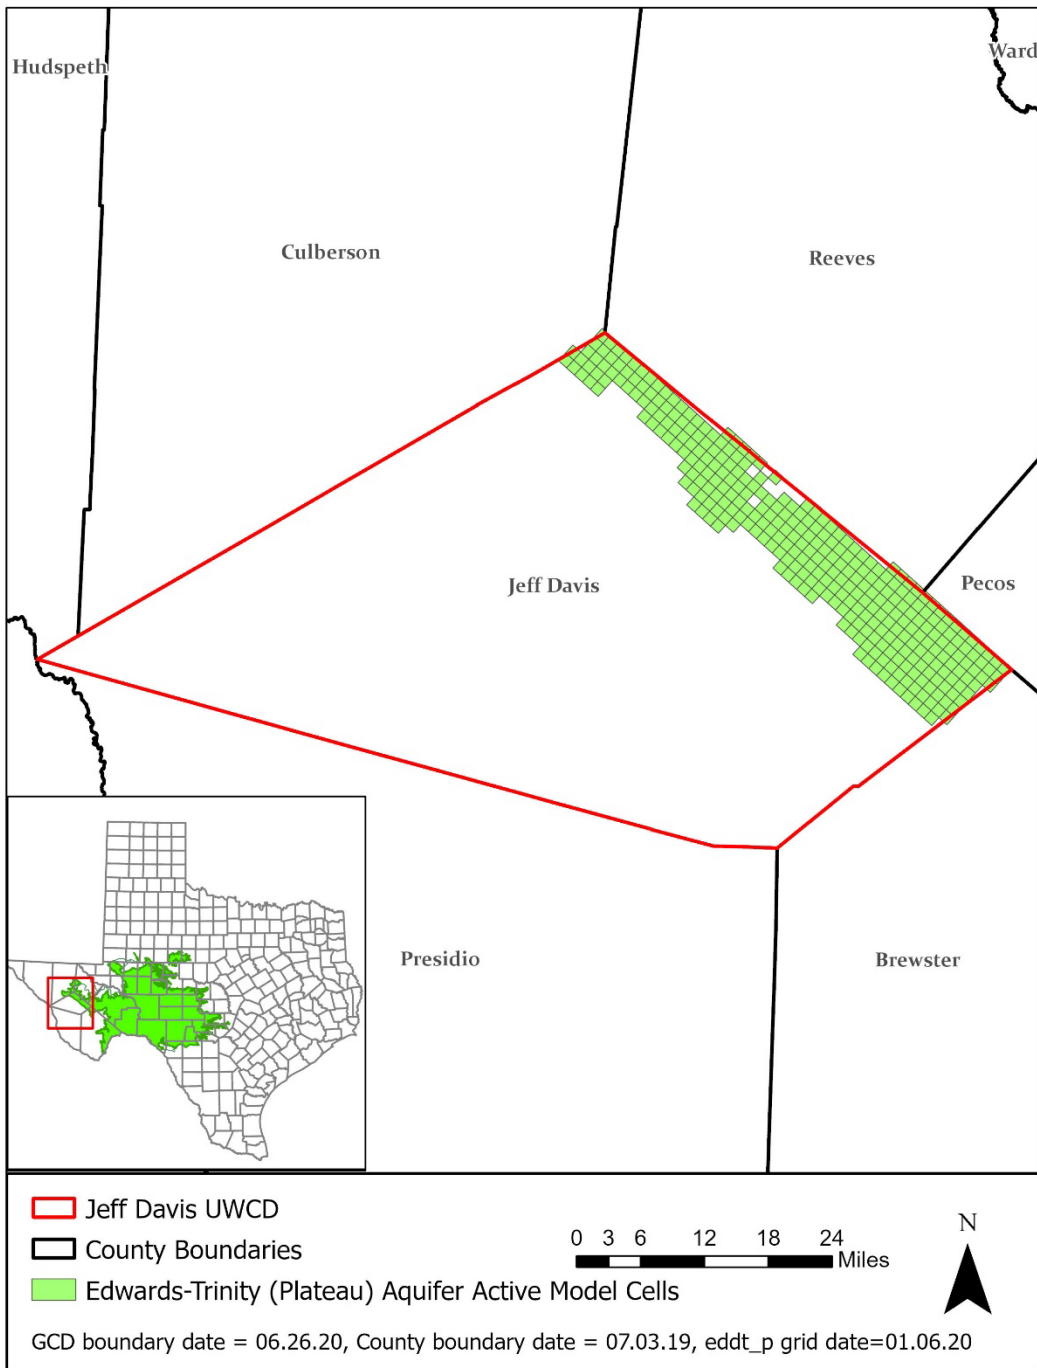 Hudspeth
Ward
Culberson
Reeves
Jeff Davis
Pecos
Presidio
Brewster
Jeff Davis UWCD
County Boundaries
Edwards-Trinity (Plateau) Aquifer Active Model Cells
0 3 6 12 18 24
Miles
N
GCD boundary date = 06.26.20, County boundary date = 07.03.19, eddt_p grid date=01.06.20